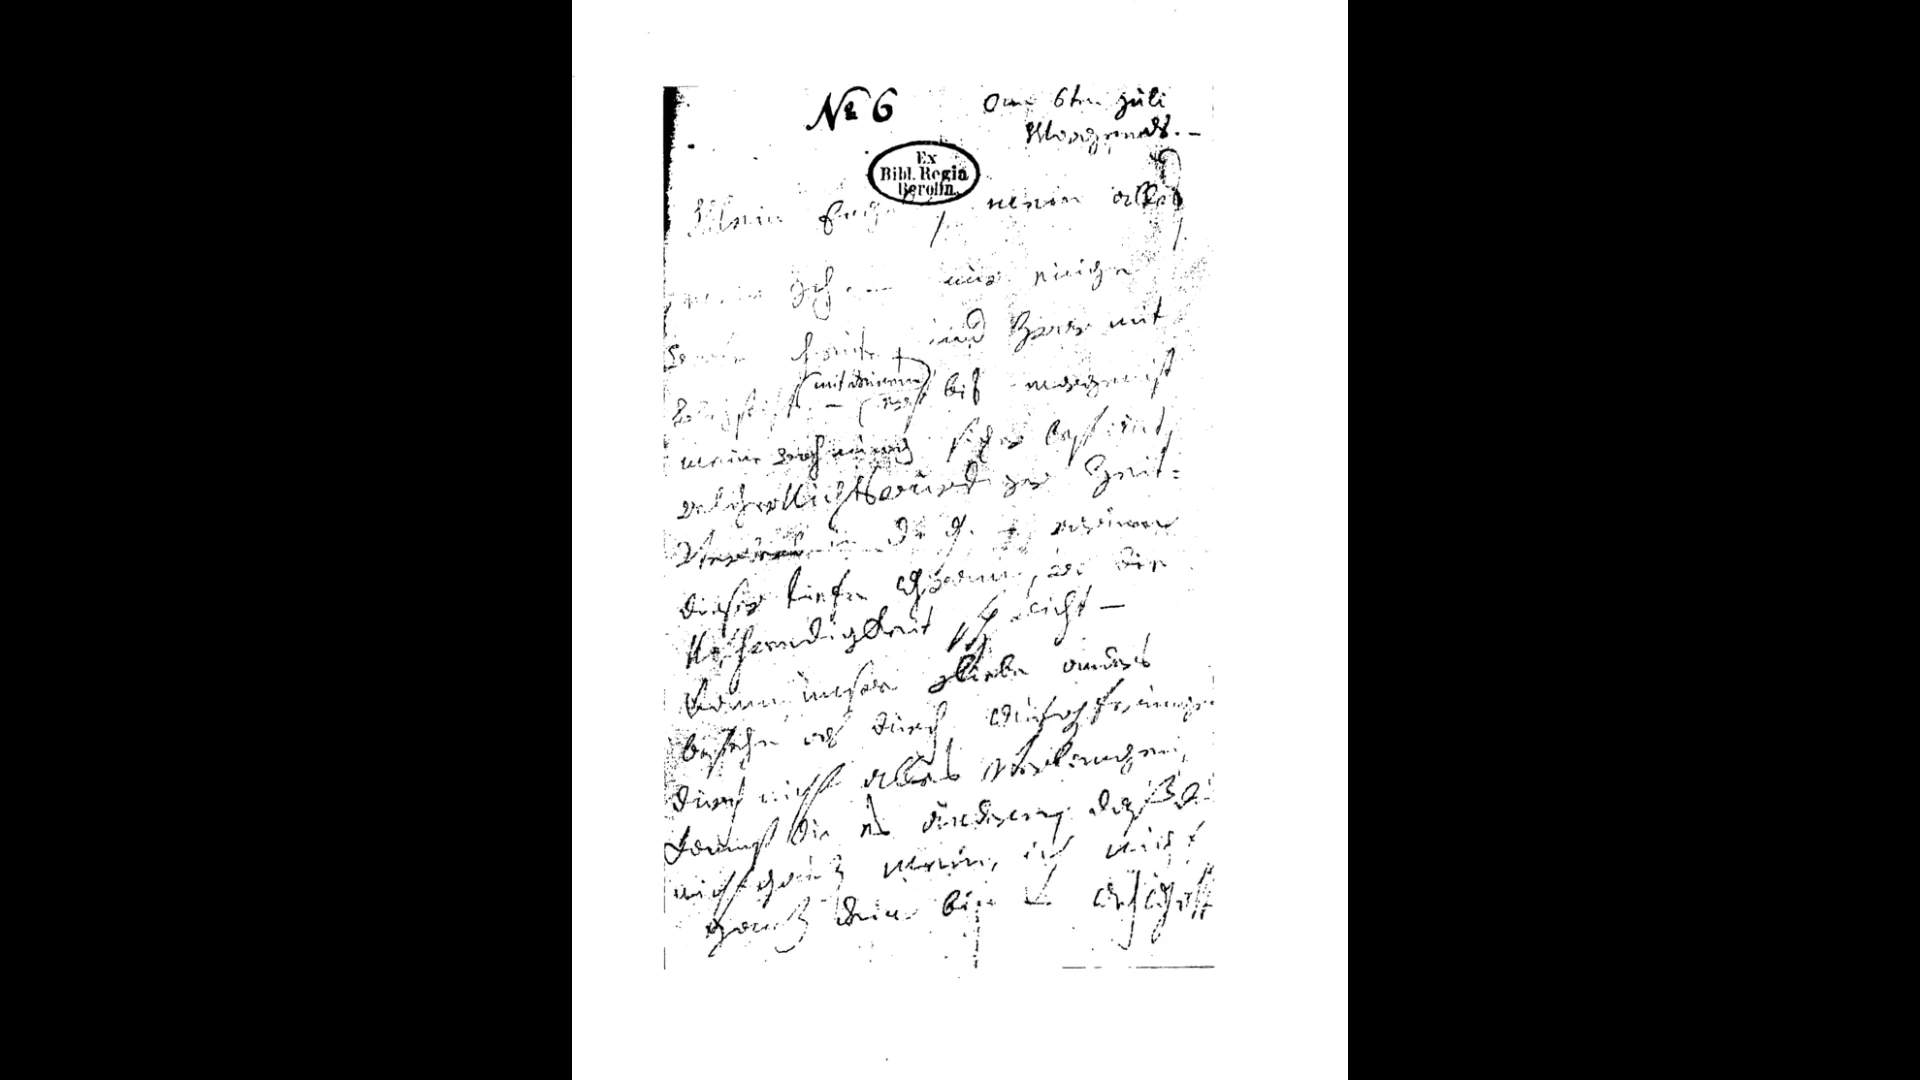 № 6
am 6ten Juli
Morgends. –
Ex
Bibl. Regia
Berolin.
Mein Engel, mein alles
mein Ich. nur einige
Worte heute, und zwar mit
Bleystift – (mit deinem)
erst bis morgen ist
meine Wohnung sicher bestimmt,
welcher Nichtswürdiger Zeit-
verderb in d. g. – warum
dieser tiefe Gram, wo die
Nothwendigkeit spricht –
Kann unsre Liebe anders
bestehn als durch Aufopferungen
durch nicht alles verlangen,
kannst du es ändern, daß du
nicht ganz mein, ich nicht
ganz dein bin – Ach Gott